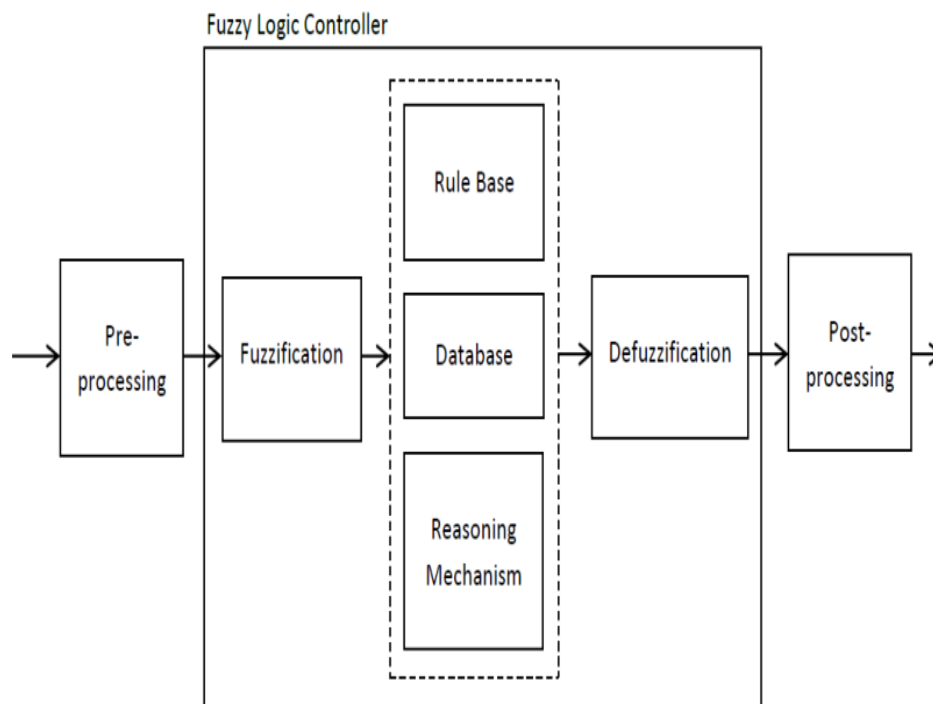 Fuzzy Logic Controller
Rule Base
Pre-
processing
Fuzzification
Database
Defuzzification
Post-
processing
Reasoning
Mechanism